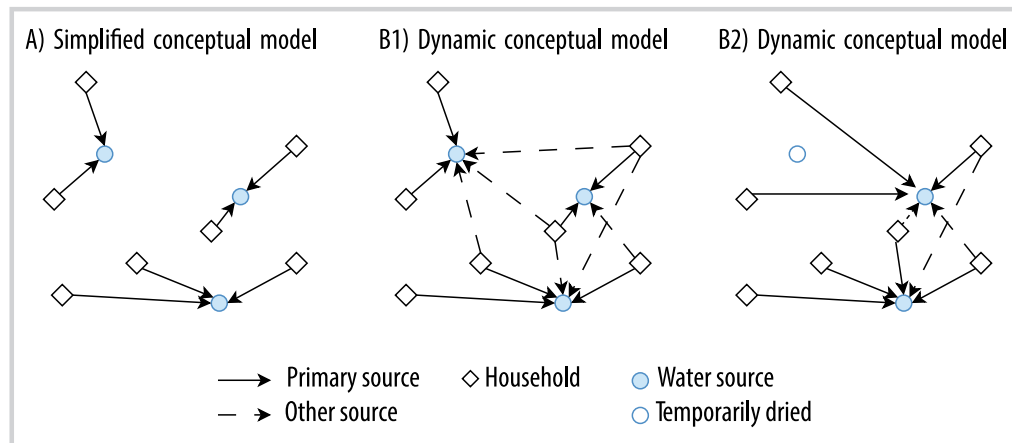 A) Simplified conceptual model
B1) Dynamic conceptual model
B2) Dynamic conceptual model
Primary source
Household
Water source
Other source
Temporarily dried